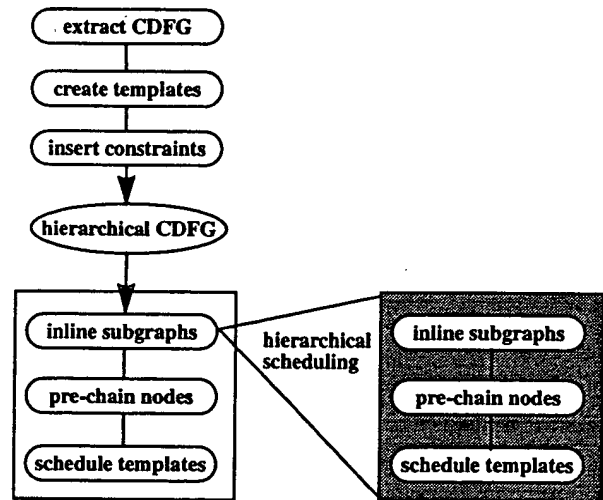 extract CDFG
create templates
insert constraints
hierarchical CDFG
inline subgraphs
pre-chain nodes
schedule templates
hierarchical
scheduling
inline subgraphs
pre-chain nodes
schedule templates